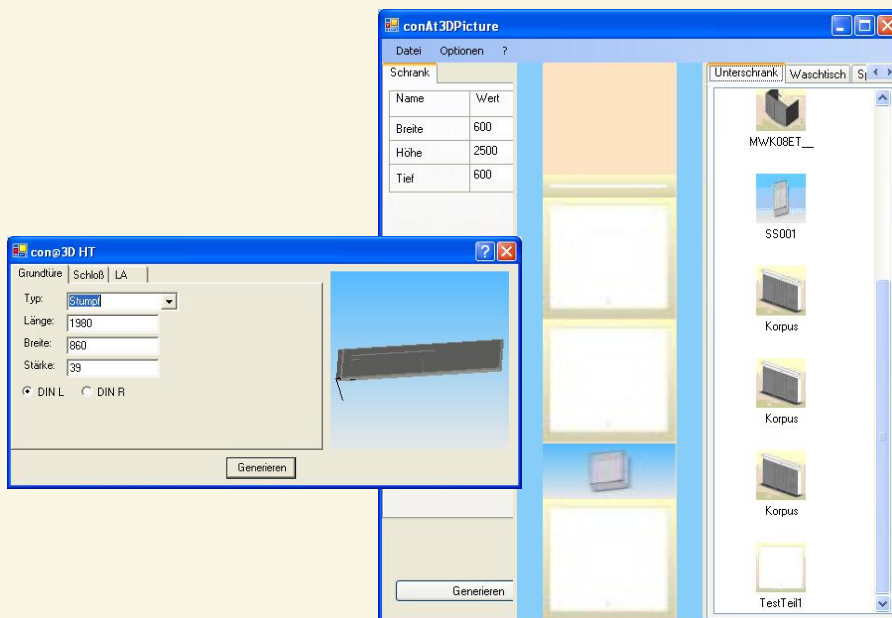 conAt3DPicture
Datei Optionen ?
Schrank
Name Wert
Breite 600
Höhe 2500
Tief 600
Generieren
Unterschrank Waschtisch
MWK08ET__
SS001
Korpus
Korpus
Korpus
TestTeil1
con@3D HT
Grundtüre Schloß LA
Typ: Stumpf
Länge: 1980
Breite: 860
Stärke: 39
DIN L DIN R
Generieren